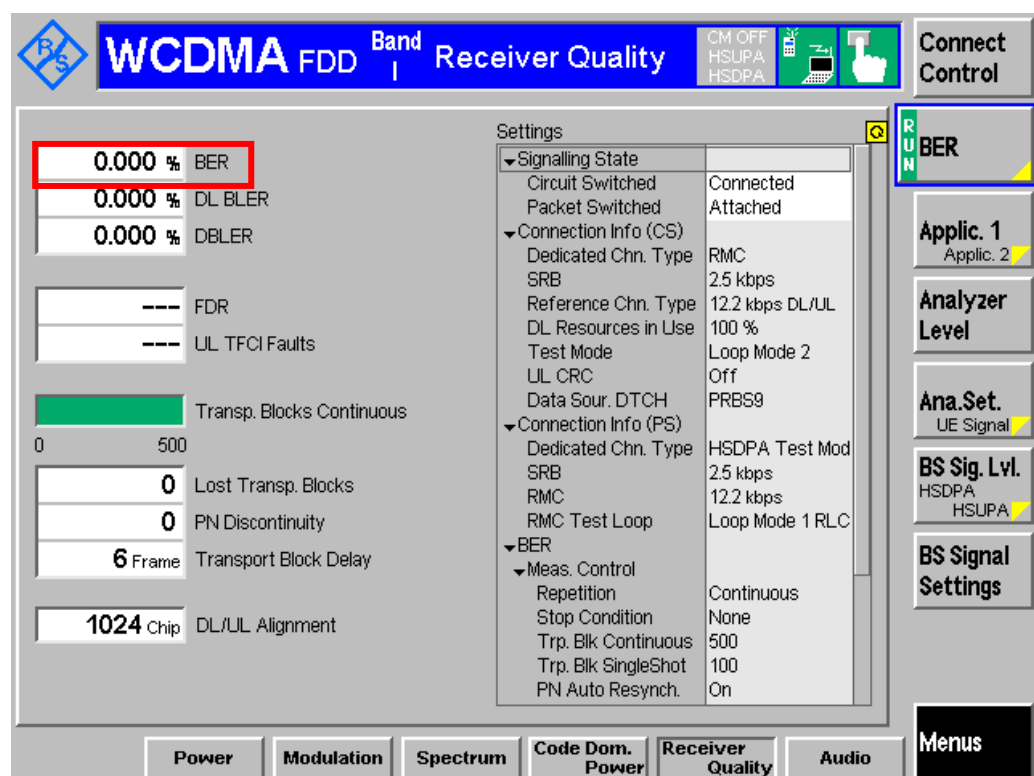 R&S
WCDMA FDD Band I Receiver Quality
CM OFF
HSUPA
HSDPA
Connect Control
0.000 % BER
0.000 % DL BLER
0.000 % DBLER
--- FDR
--- UL TFCI Faults
Transp. Blocks Continuous
0 500
0 Lost Transp. Blocks
0 PN Discontinuity
6 Frame Transport Block Delay
1024 Chip DL/UL Alignment
Settings
Signalling State
Circuit Switched Connected
Packet Switched Attached
Connection Info (CS)
Dedicated Chn. Type RMC
SRB 2.5 kbps
Reference Chn. Type 12.2 kbps DL/UL
DL Resources in Use 100 %
Test Mode Loop Mode 2
UL CRC Off
Data Sour. DTCH PRBS9
Connection Info (PS)
Dedicated Chn. Type HSDPA Test Mod
SRB 2.5 kbps
RMC 12.2 kbps
RMC Test Loop Loop Mode 1 RLC
BER
Meas. Control
Repetition Continuous
Stop Condition None
Trp. Blk Continuous 500
Trp. Blk SingleShot 100
PN Auto Resynch. On
RUN BER
Applic. 1
Applic. 2
Analyzer
Level
Ana.Set.
UE Signal
BS Sig. Lvl.
HSDPA
HSUPA
BS Signal
Settings
Menus
Power Modulation Spectrum Code Dom. Power Receiver Quality Audio